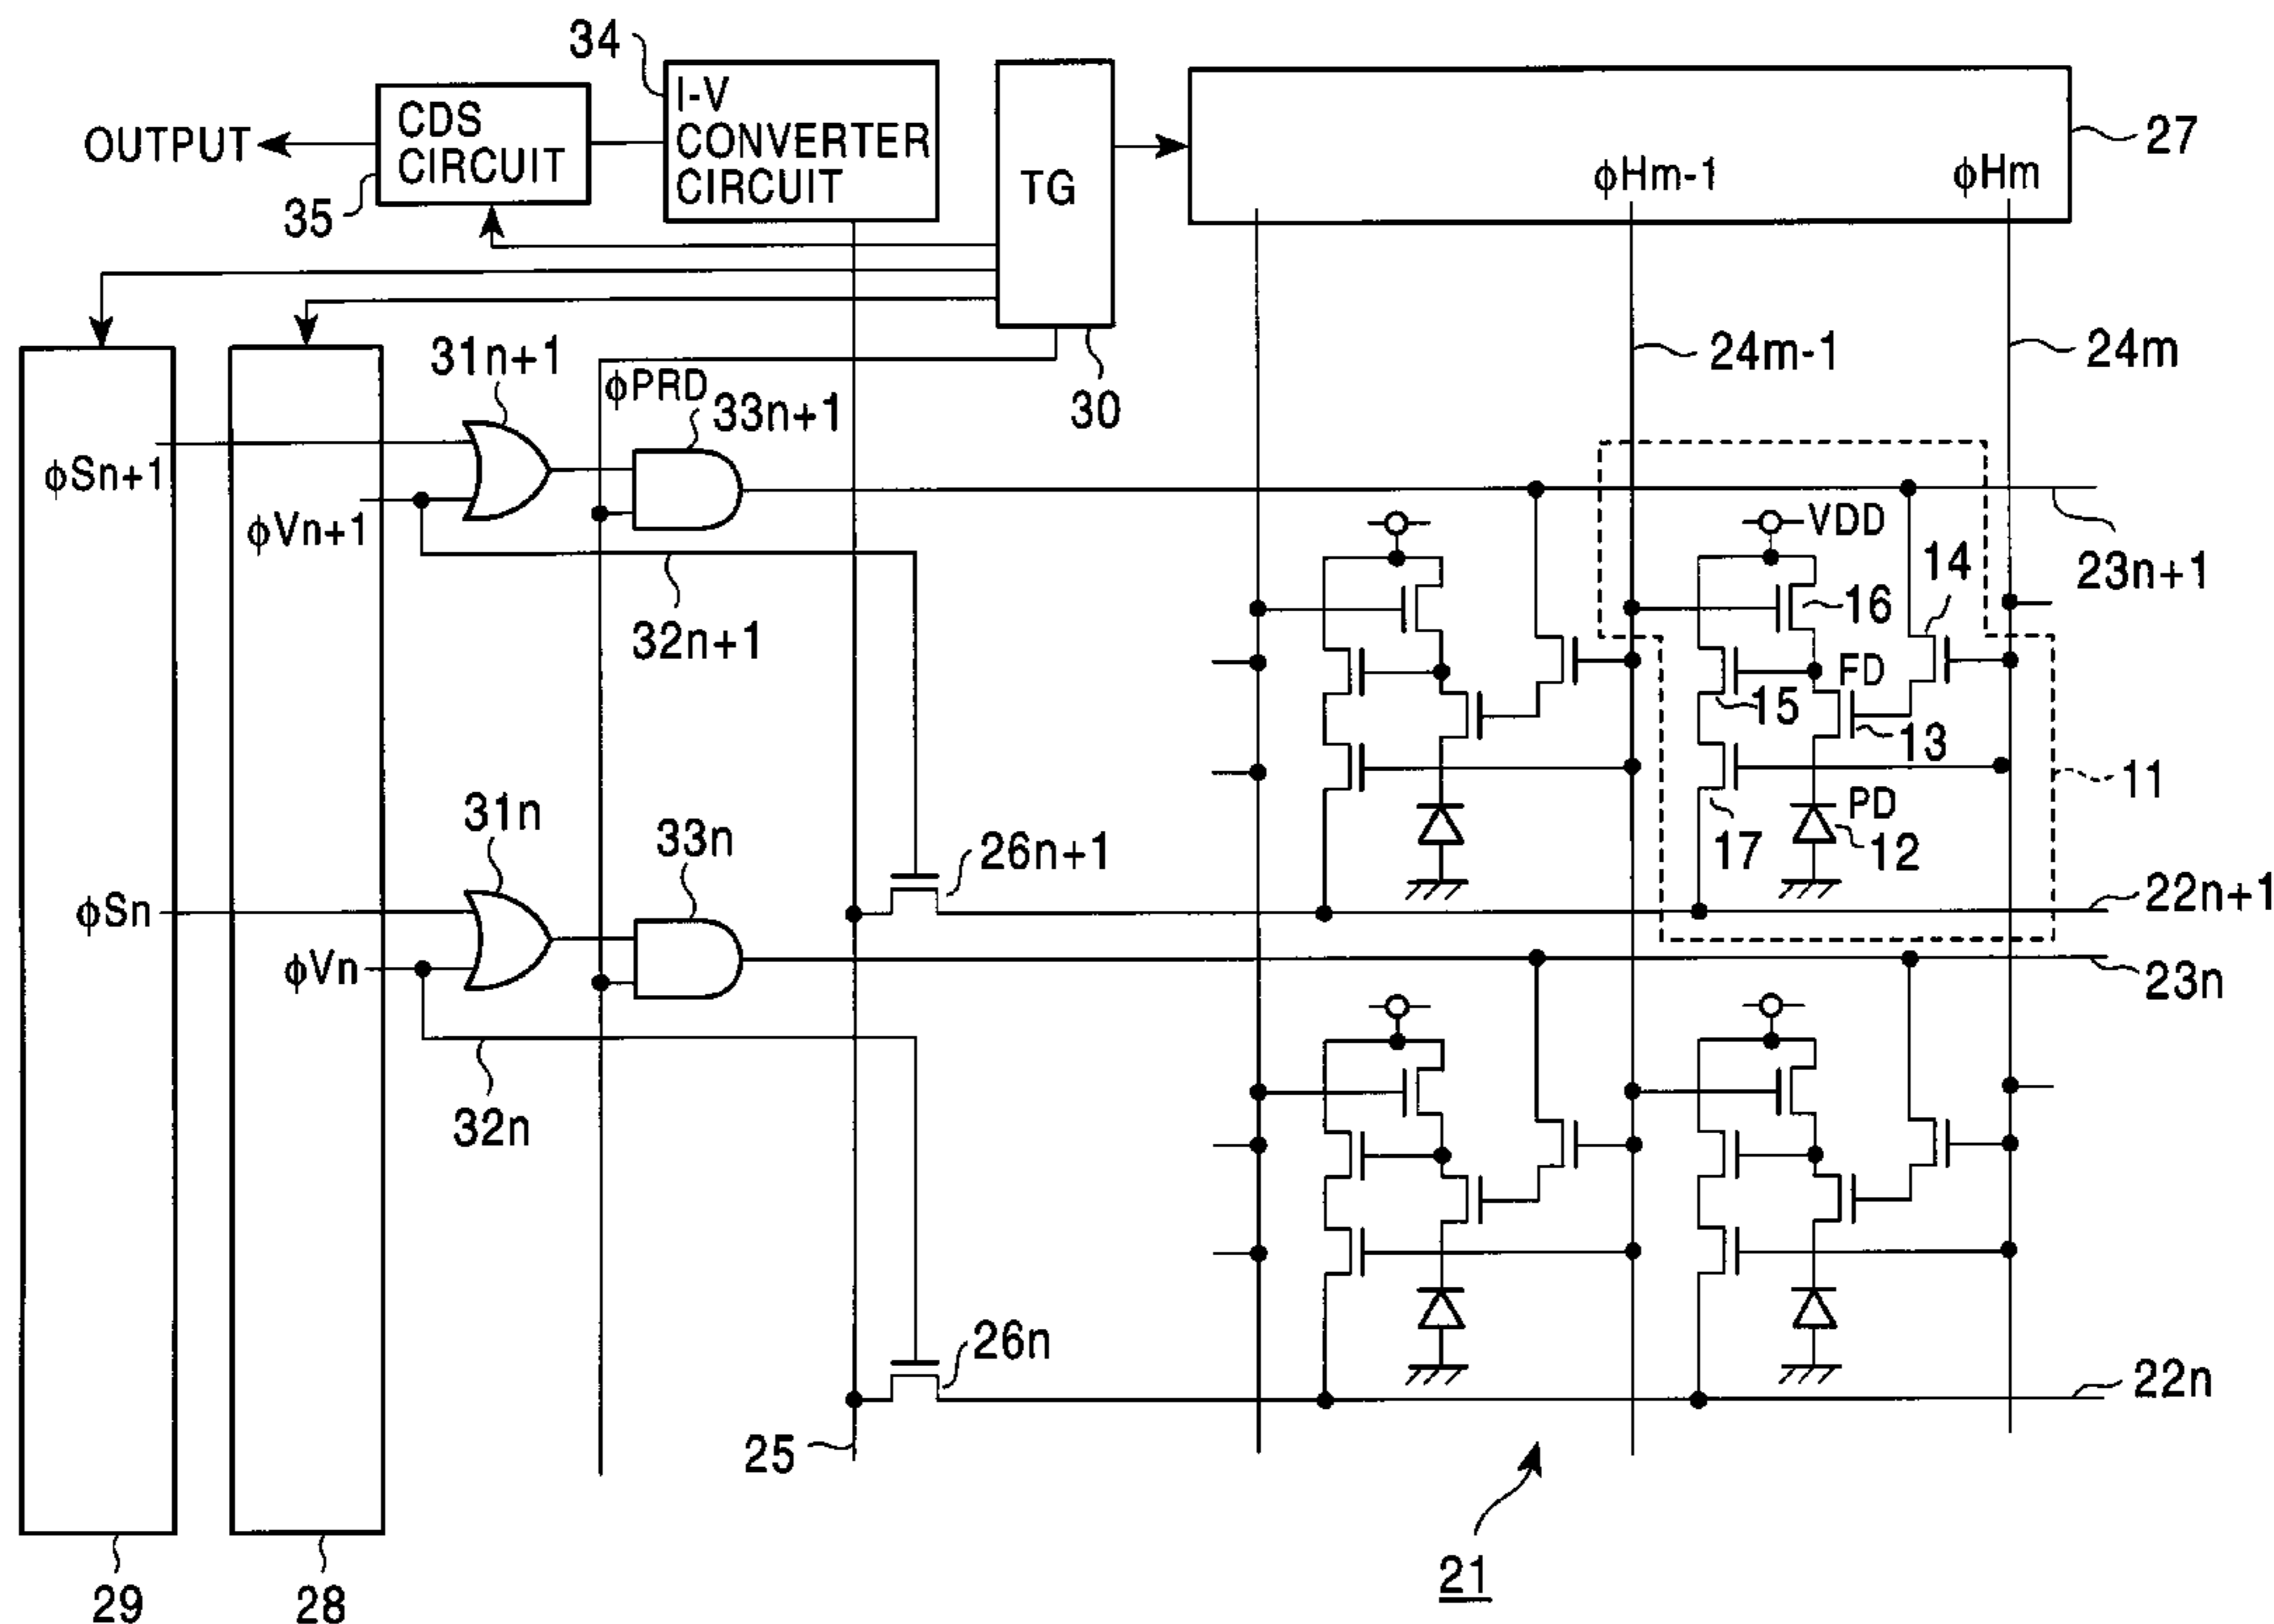 34
I-V
CONVERTER
CIRCUIT
CDS
CIRCUIT
OUTPUT
35
TG
27
ϕHm-1
ϕHm
31n+1
ϕPRD
33n+1
30
24m-1
24m
ϕSn+1
ϕVn+1
32n+1
VDD
14
23n+1
16
FD
15
13
11
PD
17
12
31n
33n
26n+1
22n+1
ϕSn
ϕVn
23n
32n
26n
22n
25
21
29
28